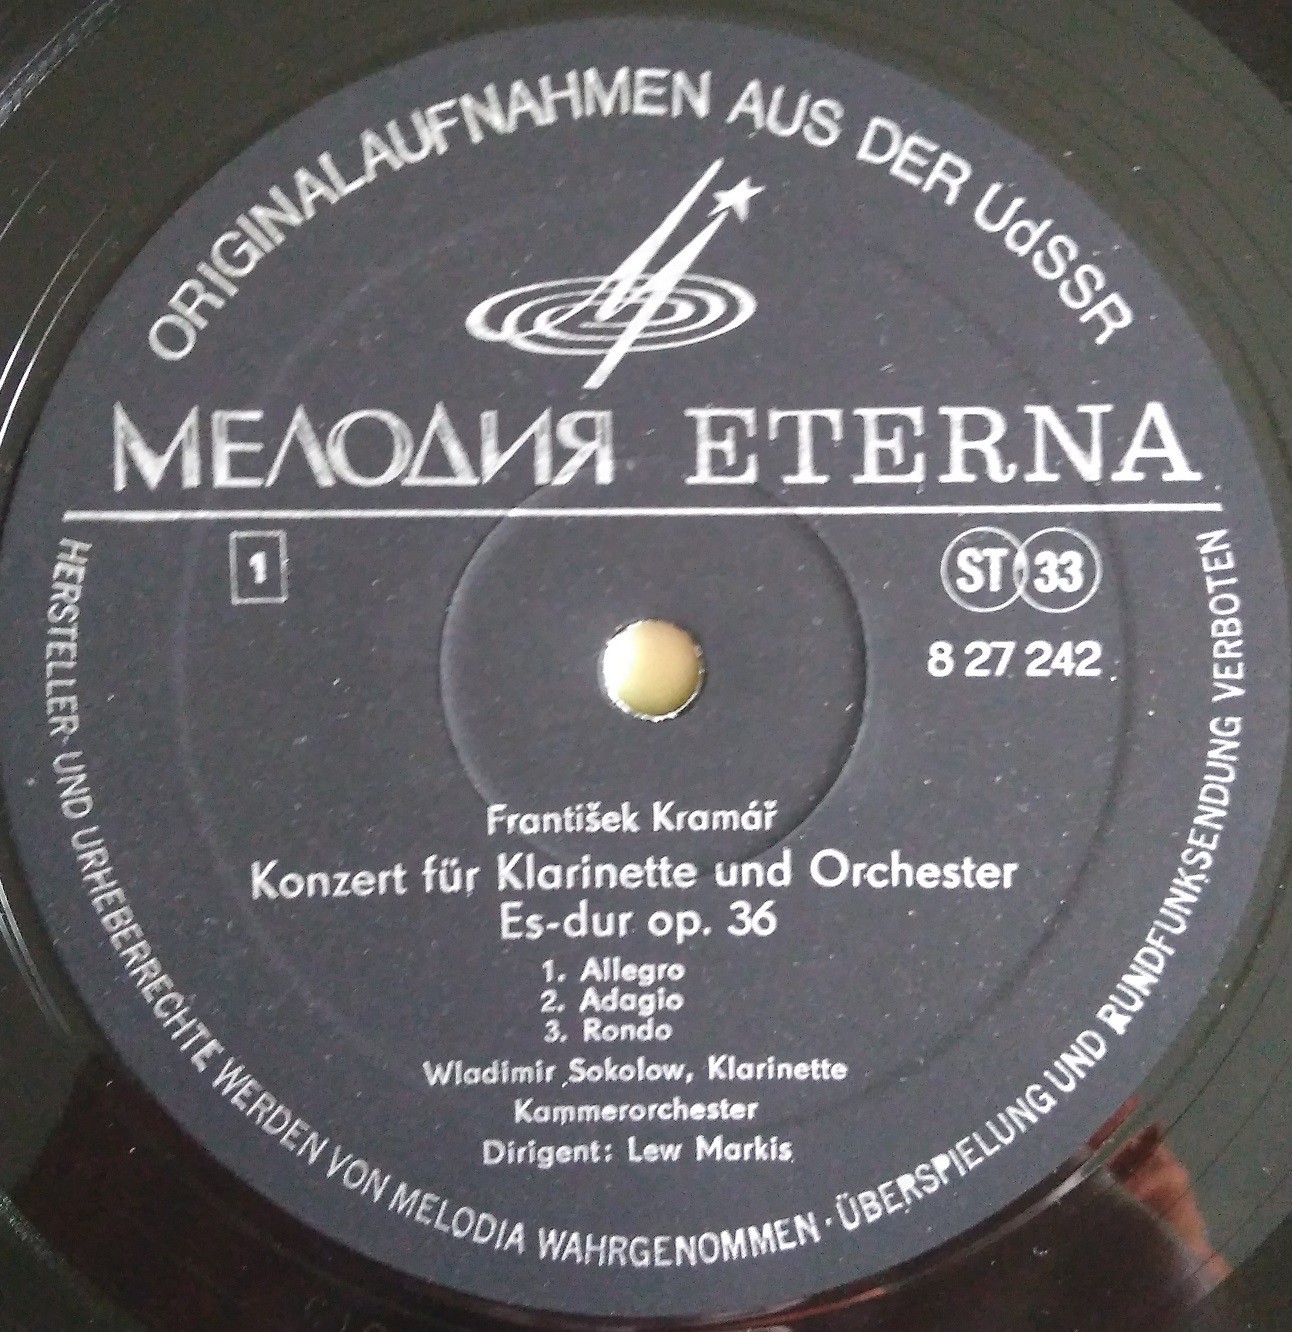 ORIGINALAUFNAHMEN AUS DER UdSSR
МЕЛОДИЯ ETERNA
1
ST 33
8 27 242
František Kramář
Konzert für Klarinette und Orchester
Es-dur op. 36
1. Allegro
2. Adagio
3. Rondo
Wladimir Sokolow, Klarinette
Kammerorchester
Dirigent: Lew Markis
HERSTELLER- UND URHEBERRECHTE WERDEN VON MELODIA WAHRGENOMMEN · ÜBERSPIELUNG UND RUNDFUNKSENDUNG VERBOTEN